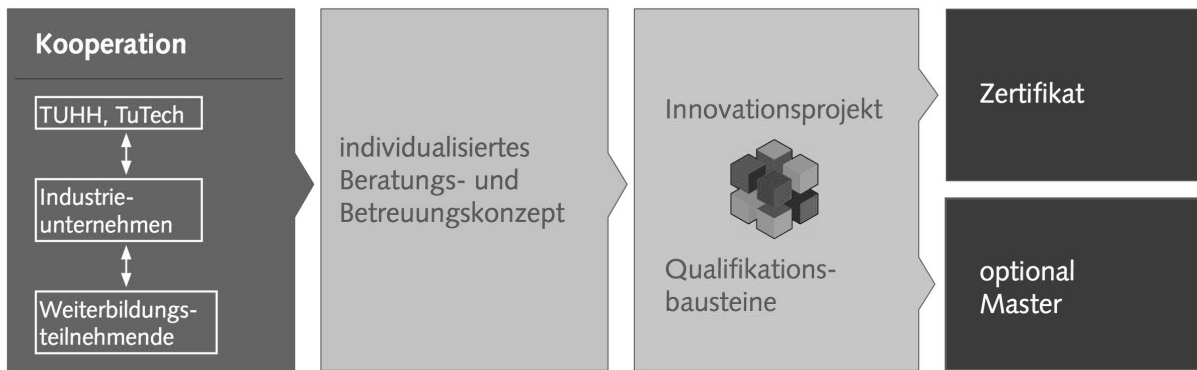 Kooperation
TUHH, TuTech
Industrie-
unternehmen
Weiterbildungs-
teilnehmende
individualisiertes
Beratungs- und
Betreuungskonzept
Innovationsprojekt
Qualifikations-
bausteine
Zertifikat
optional
Master